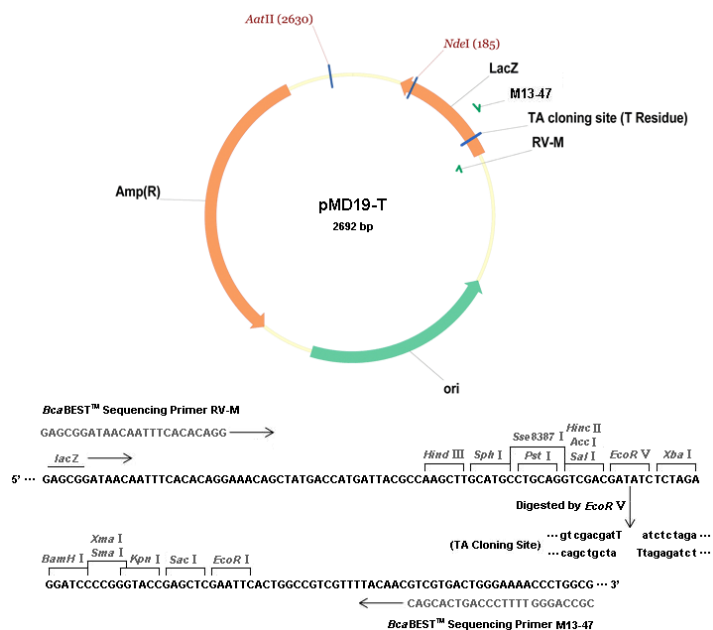 AatII (2630)
NdeI (185)
LacZ
M13-47
TA cloning site (T Residue)
RV-M
Amp(R)
pMD19-T
2692 bp
ori
BcaBEST™ Sequencing Primer RV-M
GAGCGGATAACAATTTCACACAGG
lacZ
Hind III
Sph I
Sse8387 I
Pst I
Hinc II
Acc I
Sal I
EcoR V
Xba I
5' ··· GAGCGGATAACAATTTCACACAGGAAACAGCTATGACCATGATTACGCCAAGCTTGCATGCCTGCAGGTCGACGATATCTCTAGA
Digested by EcoR V
(TA Cloning Site)
···gtcgacgatT atctctaga···
···cagctgcta Ttagagatct···
BamH I
Xma I
Sma I
Kpn I
Sac I
EcoR I
GGATCCCCGGGTACCGAGCTCGAATTCACTGGCCGTCGTTTTACAACGTCGTGACTGGGAAAACCCTGGCG ··· 3'
CAGCACTGACCCTTTTGGGACCGC
BcaBEST™ Sequencing Primer M13-47